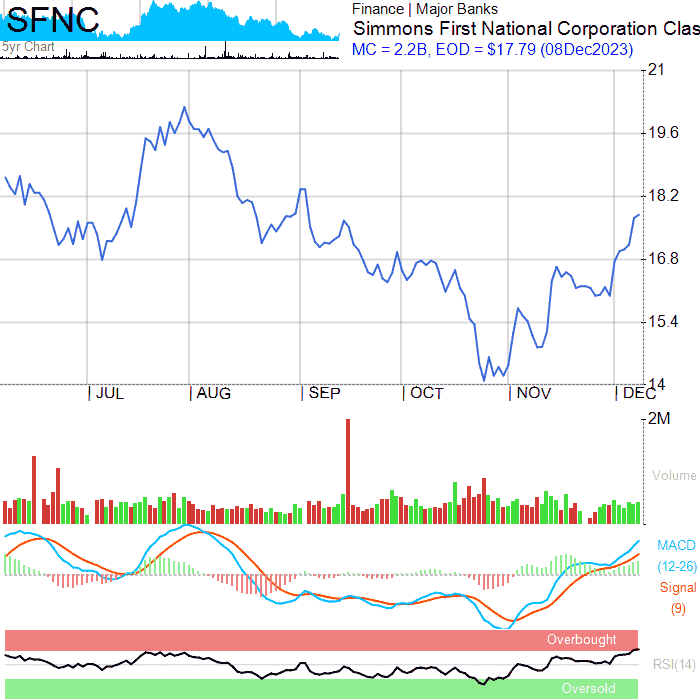 SFNC
5yr Chart
Finance | Major Banks
Simmons First National Corporation Clas
MC = 2.2B, EOD = $17.79 (08Dec2023)
21
19.6
18.2
16.8
15.4
14
JUL AUG SEP OCT NOV DEC
2M
Volume
MACD
(12-26)
Signal
(9)
Overbought
RSI(14)
Oversold